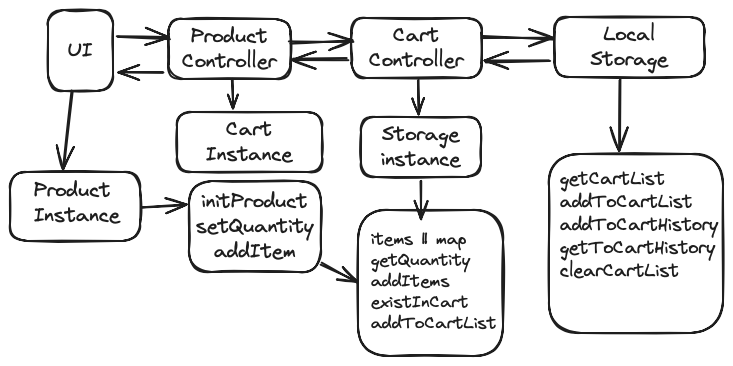 UI
Product
Controller
Cart
Controller
Local
Storage
Cart
Instance
Storage
instance
Product
Instance
initProduct
setQuantity
addItem
items || map
getQuantity
addItems
existInCart
addToCartList
getCartList
addToCartList
addToCartHistory
getToCartHistory
clearCartList